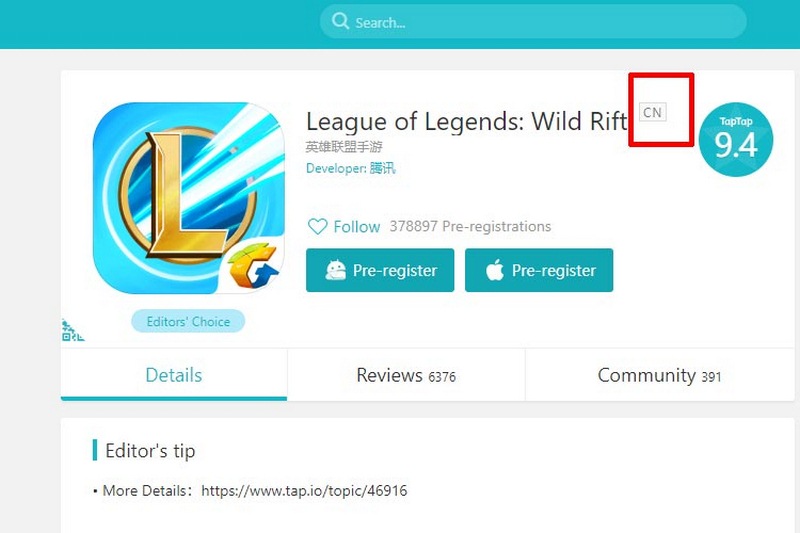 Search...
League of Legends: Wild Rift CN
英雄联盟手游
Developer: 腾讯
TapTap
9.4
Follow 378897 Pre-registrations
Pre-register Pre-register
Editors' Choice
Details Reviews 6376 Community 391
Editor's tip
• More Details：https://www.tap.io/topic/46916